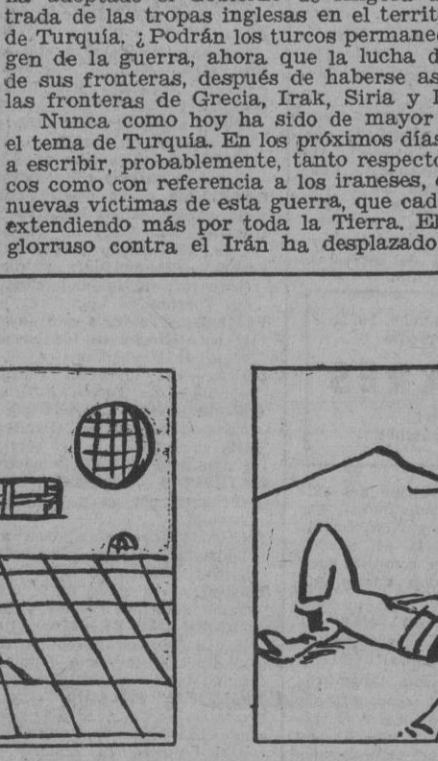 trada de las tropas inglesas en el territ
de Turquía. ¿Podrán los turcos permane
gen de la guerra, ahora que la lucha d
de sus fronteras, después de haberse as
las fronteras de Grecia, Irak, Siria y
Nunca como hoy ha sido de mayor
el tema de Turquía. En los próximos días
a escribir, probablemente, tanto respecto
cos como con referencia a los iraneses,
nuevas víctimas de esta guerra, que cad
extendiendo más por toda la Tierra. El
glorruso contra el Irán ha desplazado